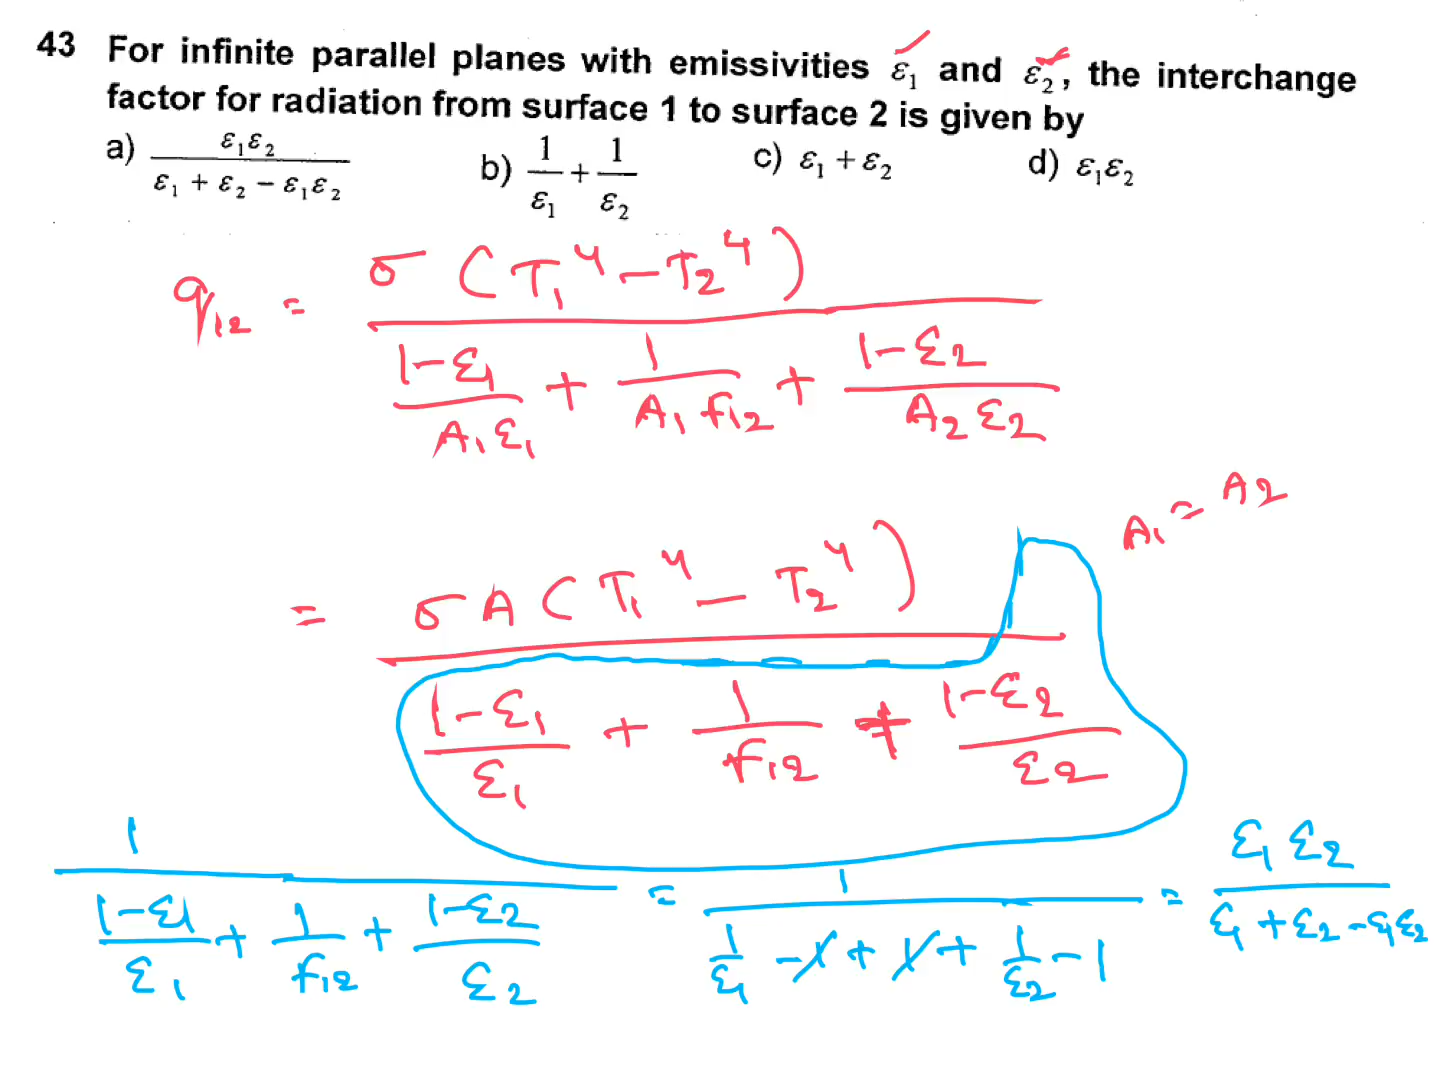 43 For infinite parallel planes with emissivities ε₁ and ε₂, the interchange
factor for radiation from surface 1 to surface 2 is given by
a) ε₁ε₂ / (ε₁ + ε₂ − ε₁ε₂) b) 1/ε₁ + 1/ε₂ c) ε₁ + ε₂ d) ε₁ε₂
q₁₂ = σ (T₁⁴ − T₂⁴) / ((1−ε₁)/(A₁ε₁) + 1/(A₁F₁₂) + (1−ε₂)/(A₂ε₂))
A₁ = A₂
= σA (T₁⁴ − T₂⁴) / ((1−ε₁)/ε₁ + 1/F₁₂ + (1−ε₂)/ε₂)
1 / ((1−ε₁)/ε₁ + 1/F₁₂ + (1−ε₂)/ε₂) = 1 / (1/ε₁ − 1 + 1 + 1/ε₂ − 1) = ε₁ε₂ / (ε₁ + ε₂ − ε₁ε₂)